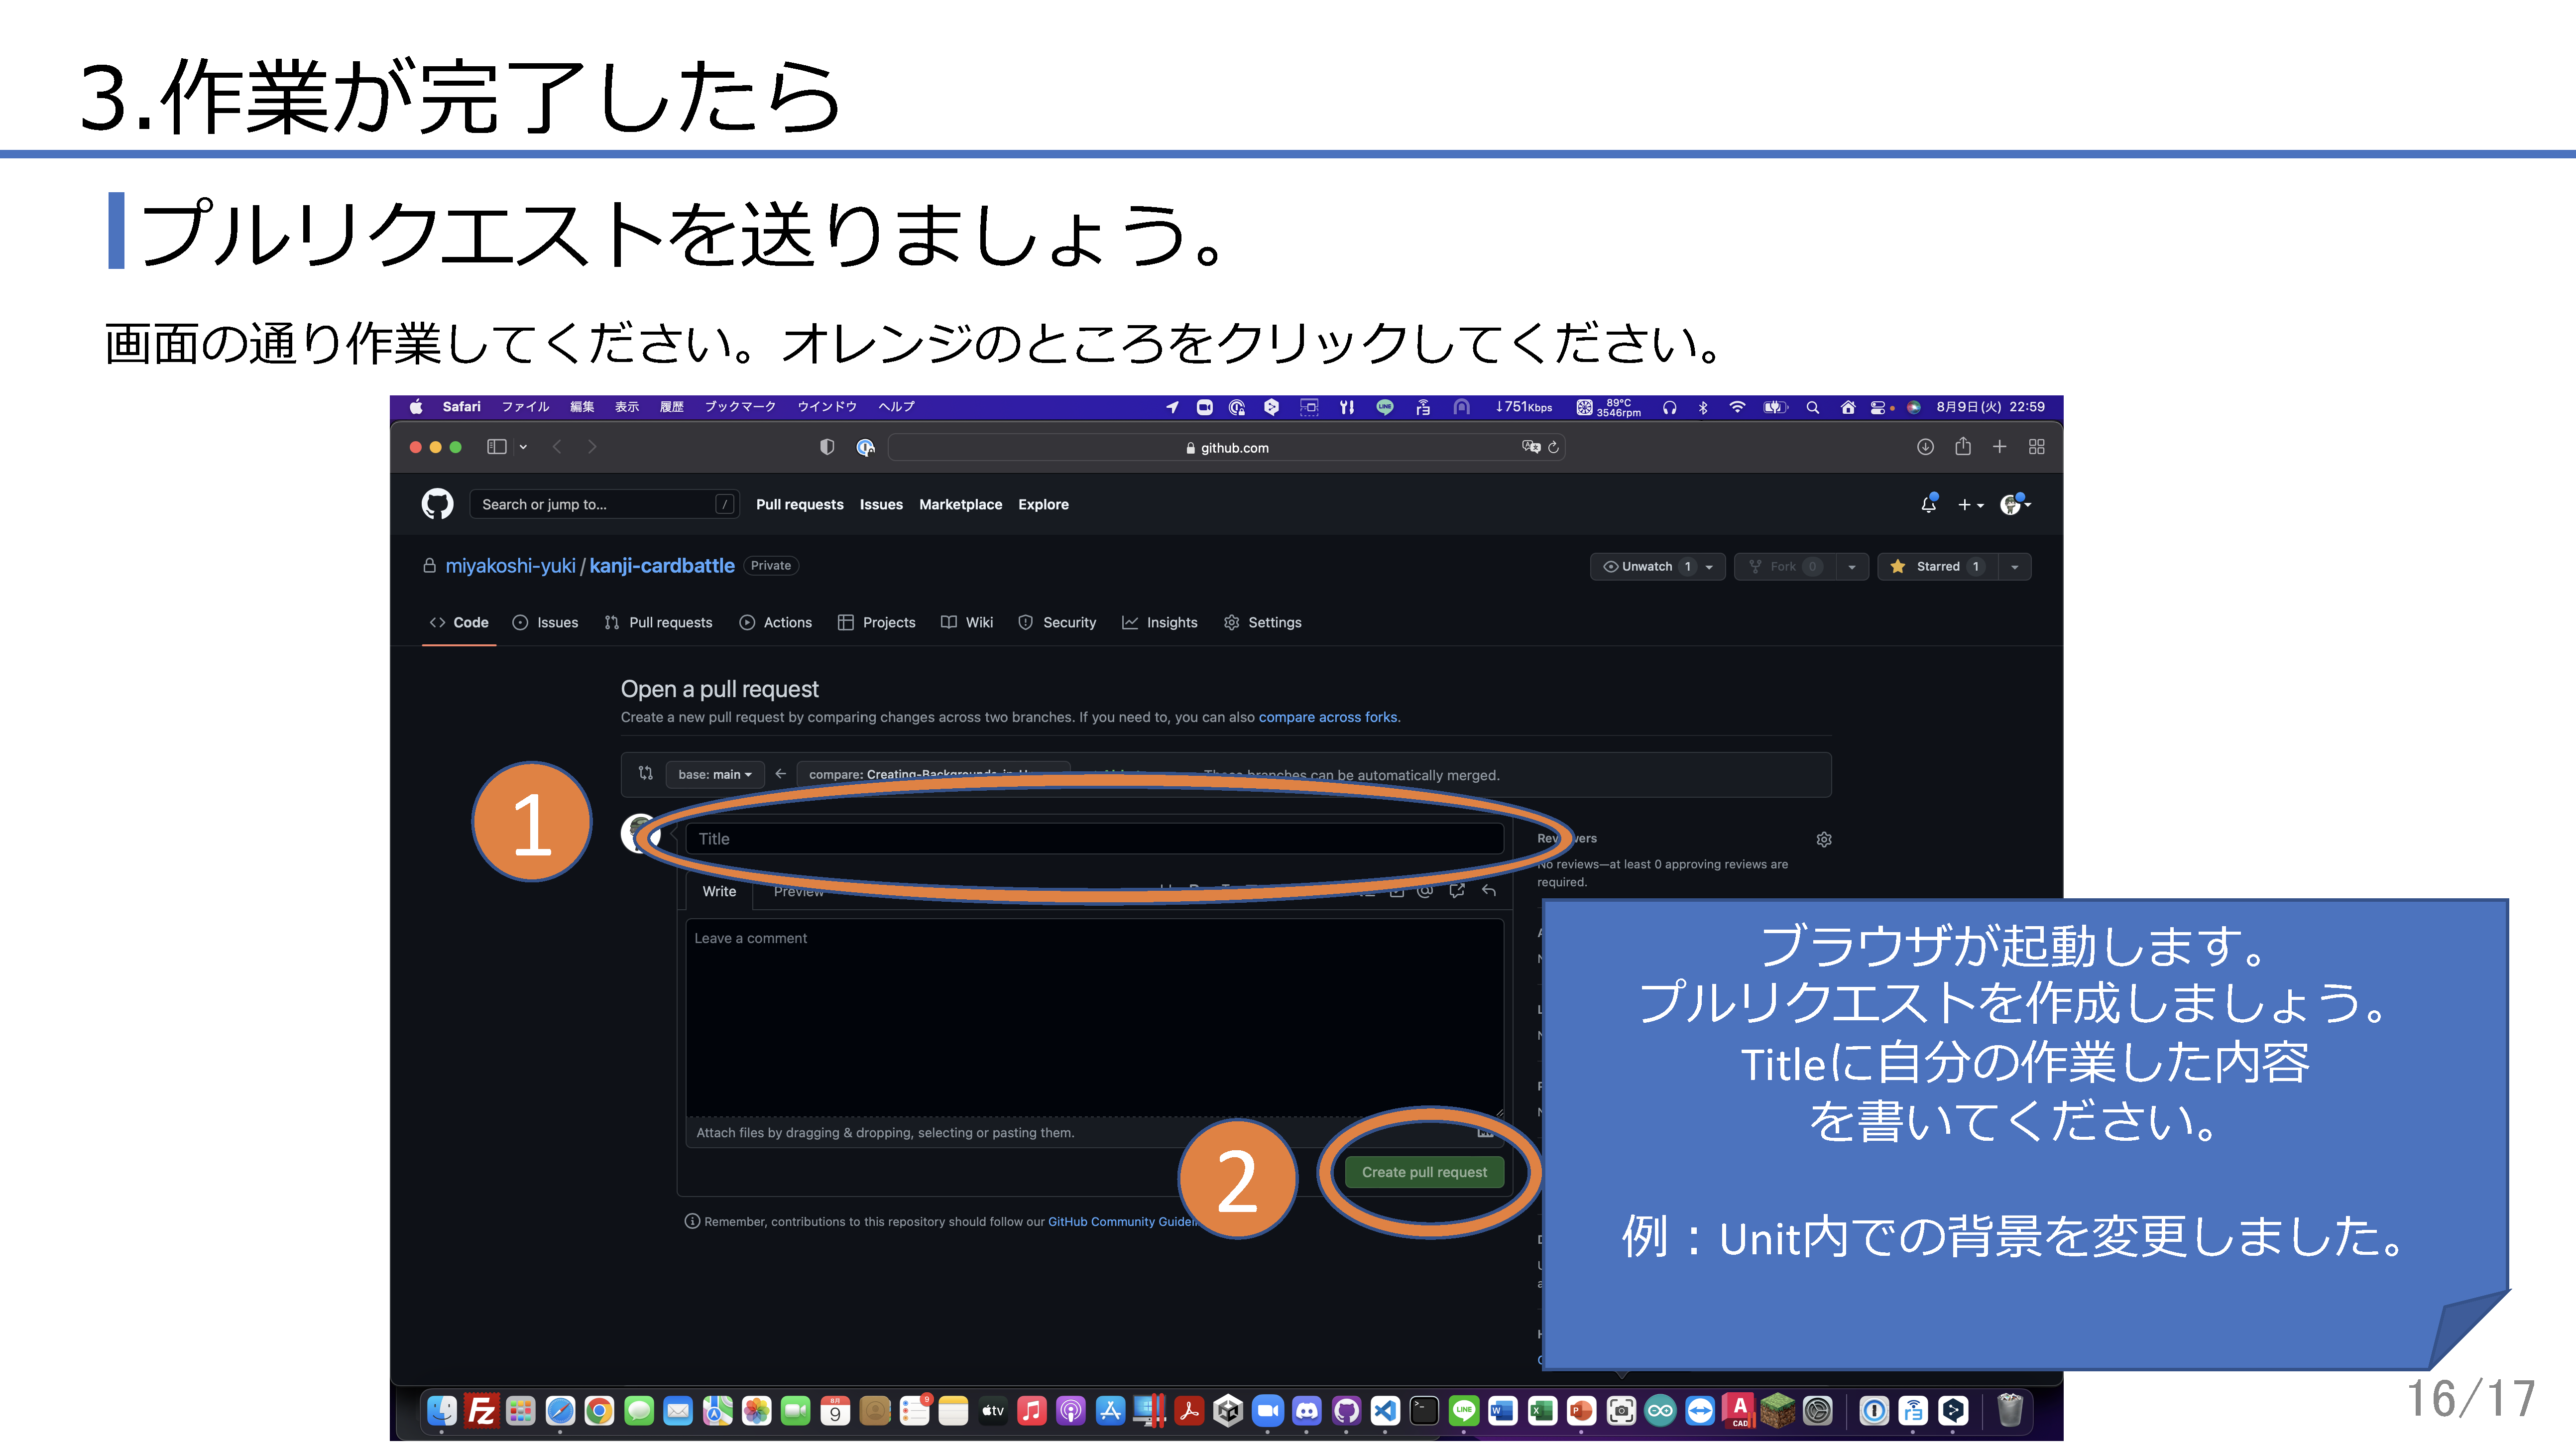 3.作業が完了したら
プルリクエストを送りましょう。
画面の通り作業してください。オレンジのところをクリックしてください。
Safari ファイル 編集 表示 履歴 ブックマーク ウインドウ ヘルプ
LINE ↓751Kbps 89°C 3546rpm 8月9日(火) 22:59
github.com
Search or jump to... / Pull requests Issues Marketplace Explore
miyakoshi-yuki / kanji-cardbattle Private
Unwatch 1 Fork 0 Starred 1
Code Issues Pull requests Actions Projects Wiki Security Insights Settings
Open a pull request
Create a new pull request by comparing changes across two branches. If you need to, you can also compare across forks.
base: main ← compare: Creating-Backgrounds-in-U branches can be automatically merged.
1
Title
Reviewers
No reviews—at least 0 approving reviews are
required.
Write Preview
Leave a comment
Attach files by dragging & dropping, selecting or pasting them.
2
Create pull request
Remember, contributions to this repository should follow our GitHub Community
ブラウザが起動します。
プルリクエストを作成しましょう。
Titleに自分の作業した内容
を書いてください。
例：Unit内での背景を変更しました。
16/17